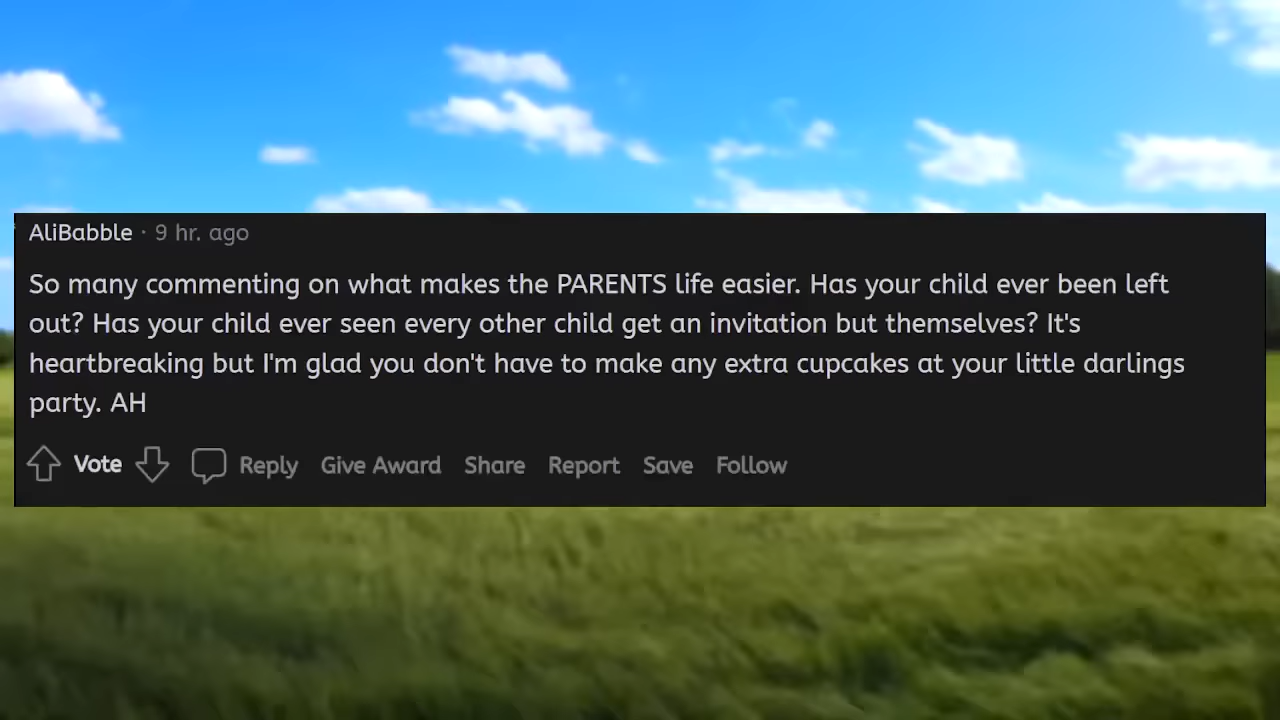 AliBabble · 9 hr. ago
So many commenting on what makes the PARENTS life easier. Has your child ever been left
out? Has your child ever seen every other child get an invitation but themselves? It's
heartbreaking but I'm glad you don't have to make any extra cupcakes at your little darlings
party. AH
Vote Reply Give Award Share Report Save Follow